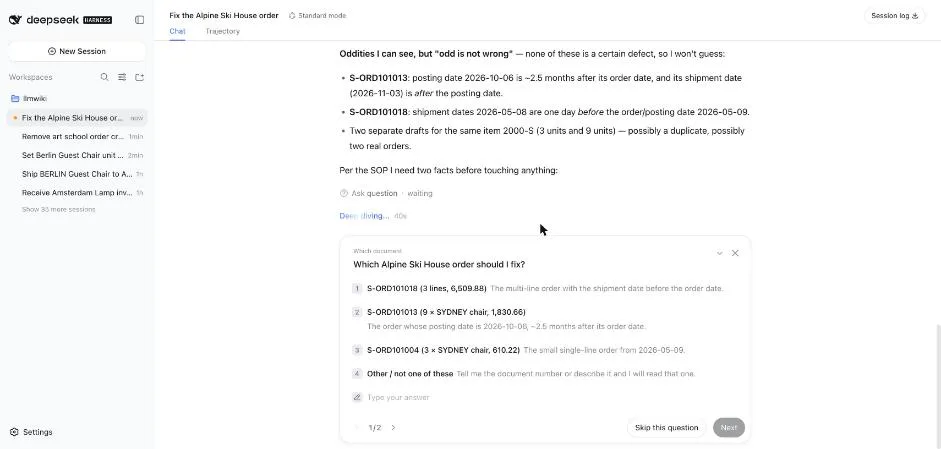 deepseek HARNESS
New Session
Workspaces
llmwiki
Fix the Alpine Ski House or... now
Remove art school order cr... 1min
Set Berlin Guest Chair unit ... 2min
Ship BERLIN Guest Chair to A... 1h
Receive Amsterdam Lamp inv... 1h
Show 35 more sessions
Settings
Fix the Alpine Ski House order Standard mode
Session log
Chat Trajectory
Oddities I can see, but "odd is not wrong" — none of these is a certain defect, so I won't guess:
• S-ORD101013: posting date 2026-10-06 is ~2.5 months after its order date, and its shipment date
(2026-11-03) is after the posting date.
• S-ORD101018: shipment dates 2026-05-08 are one day before the order/posting date 2026-05-09.
• Two separate drafts for the same item 2000-S (3 units and 9 units) — possibly a duplicate, possibly
two real orders.
Per the SOP I need two facts before touching anything:
Ask question · waiting
Deep diving... 40s
Which document
Which Alpine Ski House order should I fix?
1 S-ORD101018 (3 lines, 6,509.88) The multi-line order with the shipment date before the order date.
2 S-ORD101013 (9 × SYDNEY chair, 1,830.66)
The order whose posting date is 2026-10-06, ~2.5 months after its order date.
3 S-ORD101004 (3 × SYDNEY chair, 610.22) The small single-line order from 2026-05-09.
4 Other / not one of these Tell me the document number or describe it and I will read that one.
Type your answer
1/2
Skip this question
Next